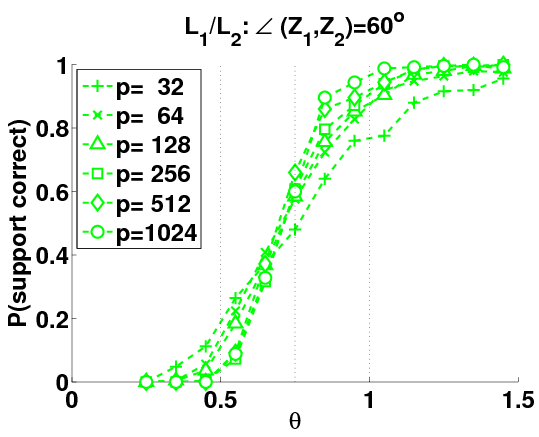 L₁/L₂: ∠ (Z₁,Z₂)=60°
P(support correct)
1
0.8
0.6
0.4
0.2
0
p= 32
p= 64
p= 128
p= 256
p= 512
p=1024
0 0.5 1 1.5
θ